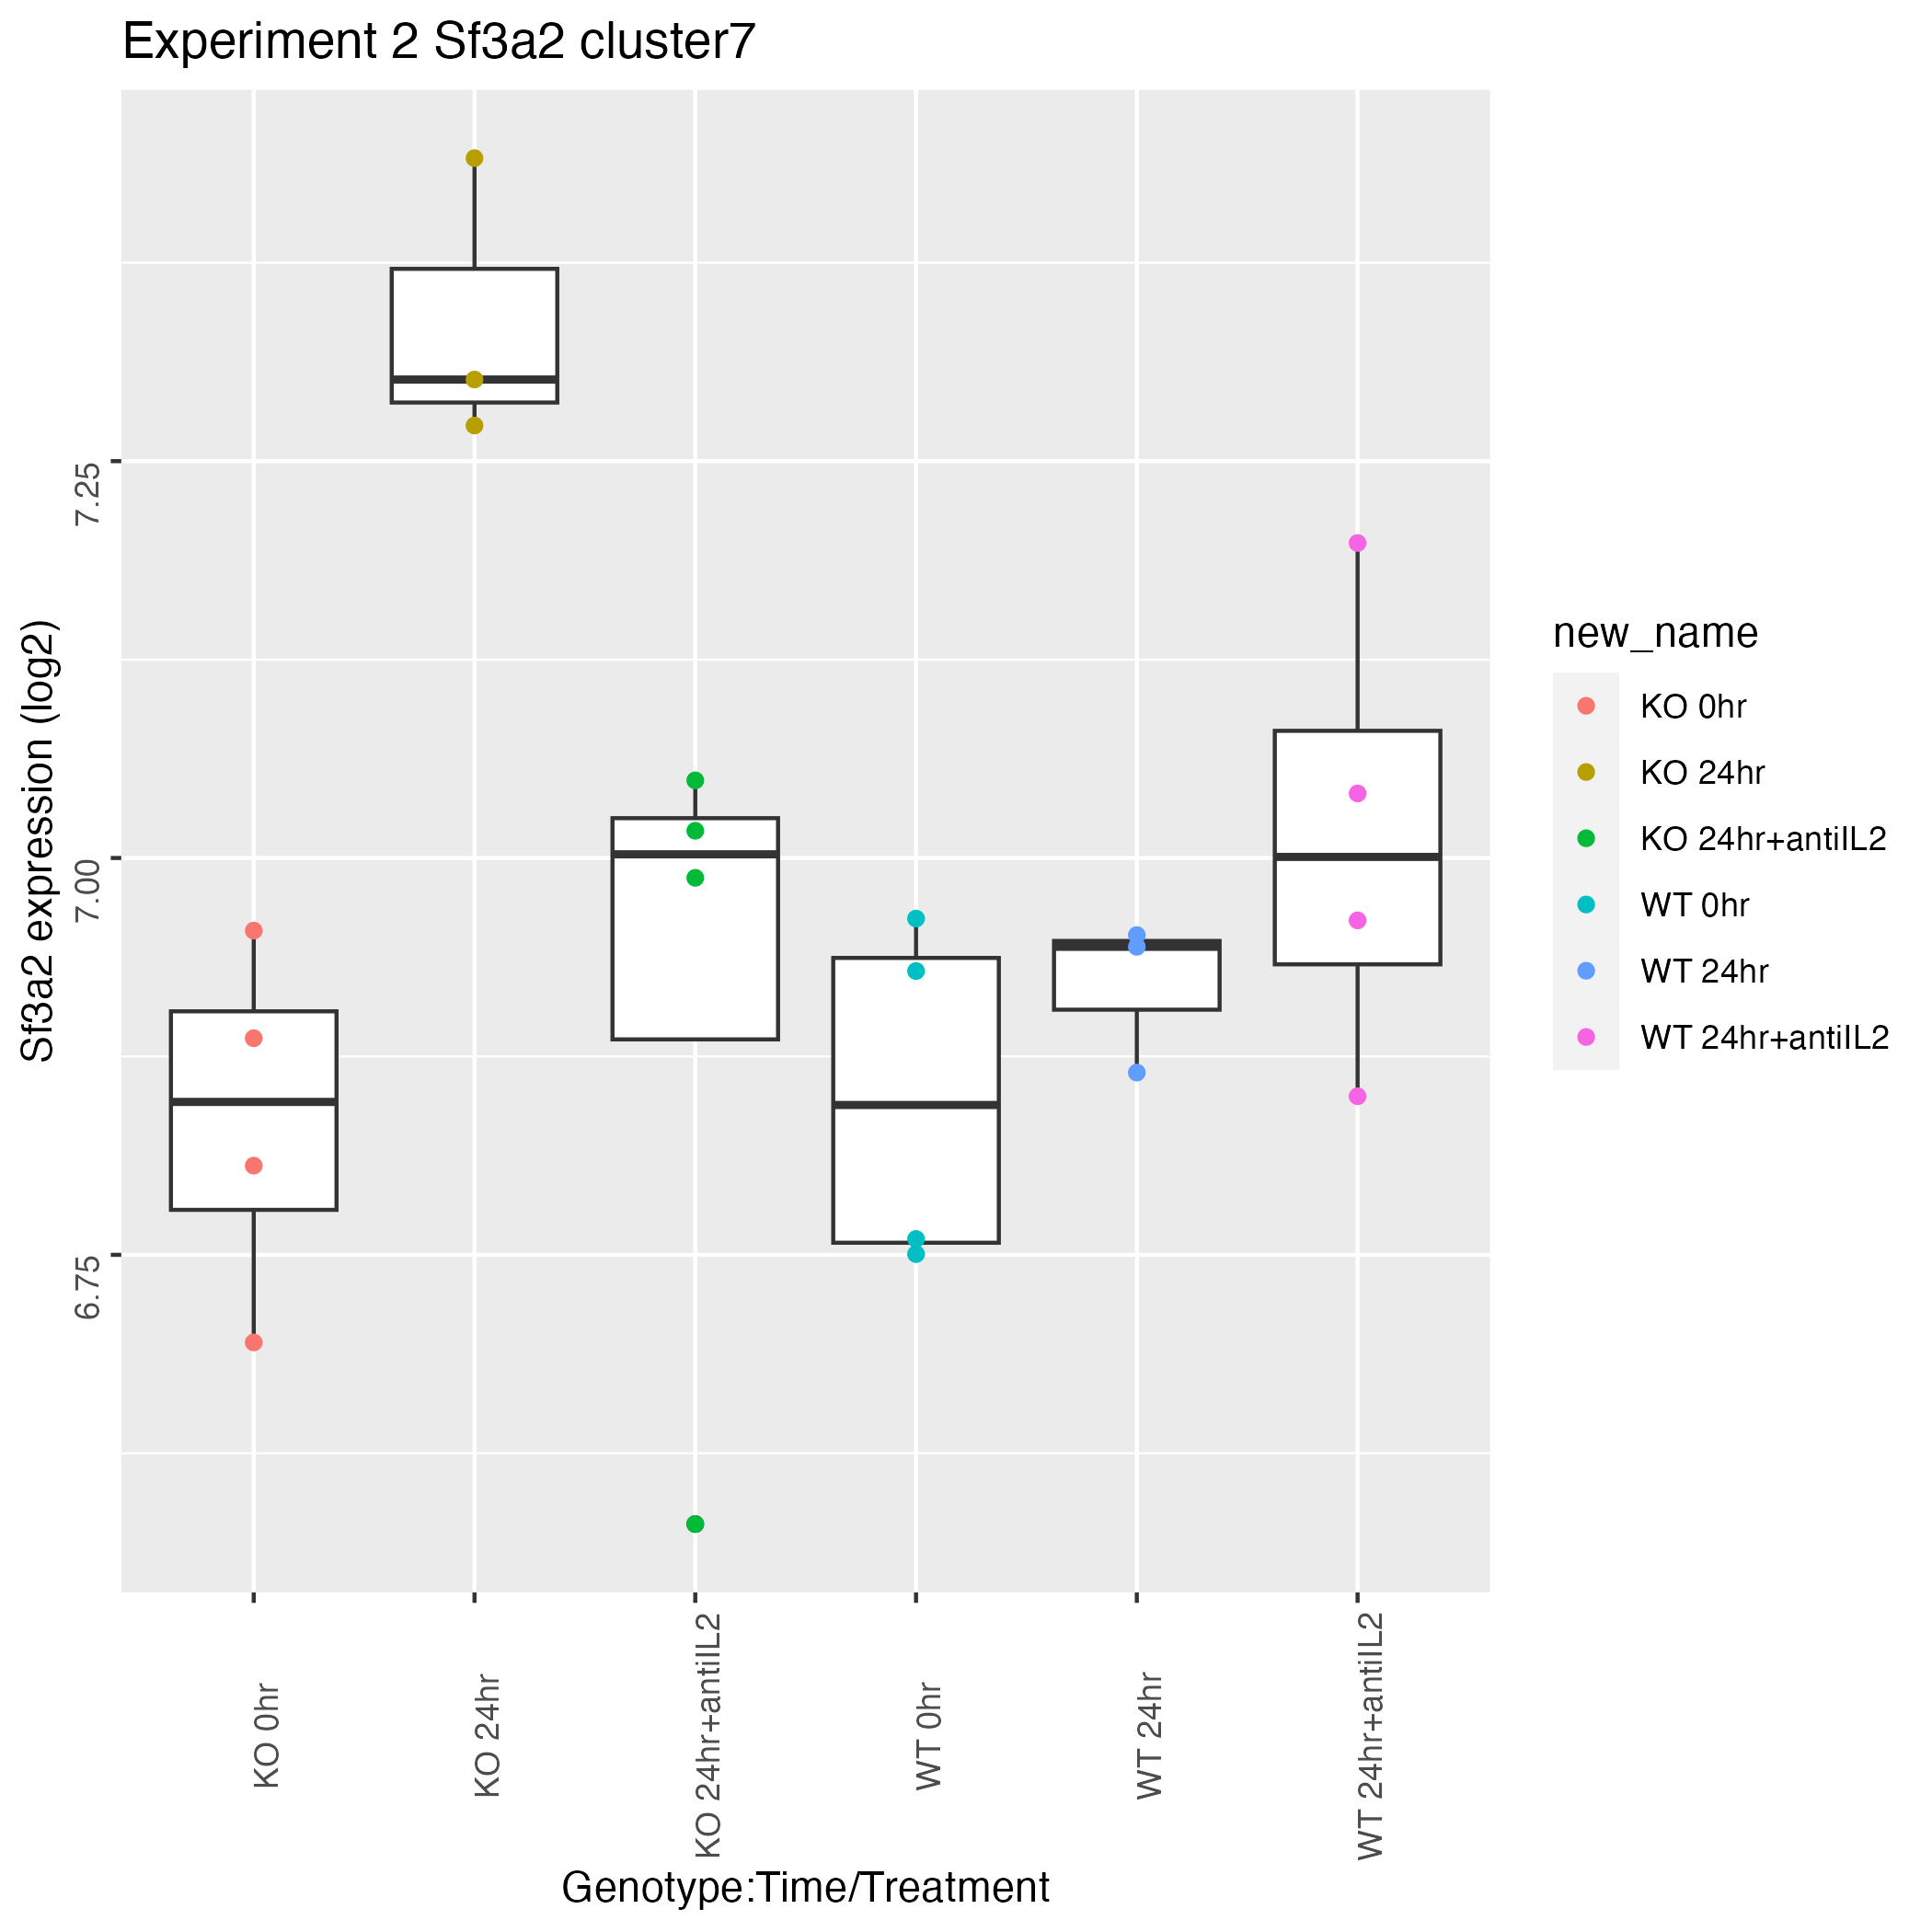 Experiment 2 Sf3a2 cluster7
Sf3a2 expression (log2)
7.25
7.00
6.75
KO 0hr
KO 24hr
KO 24hr+antiIL2
WT 0hr
WT 24hr
WT 24hr+antiIL2
Genotype:Time/Treatment
new_name
KO 0hr
KO 24hr
KO 24hr+antiIL2
WT 0hr
WT 24hr
WT 24hr+antiIL2